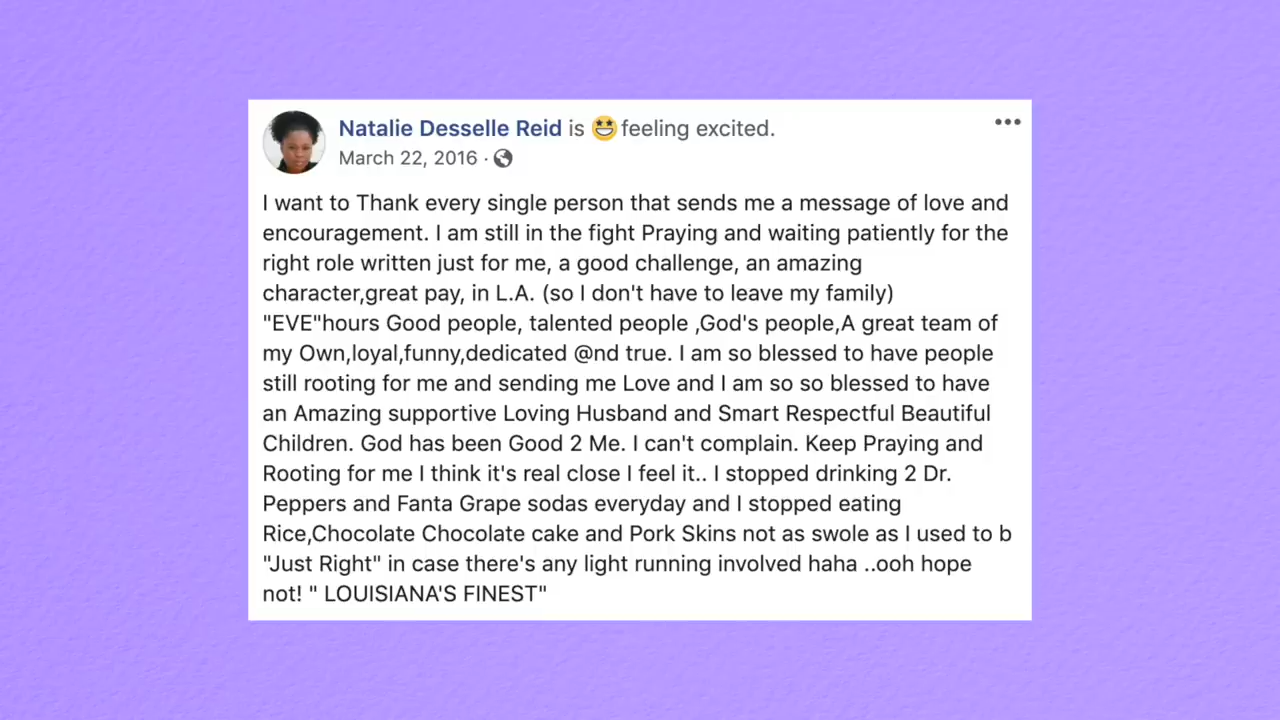 Natalie Desselle Reid is 🤩 feeling excited.
March 22, 2016 ·
I want to Thank every single person that sends me a message of love and
encouragement. I am still in the fight Praying and waiting patiently for the
right role written just for me, a good challenge, an amazing
character,great pay, in L.A. (so I don't have to leave my family)
"EVE"hours Good people, talented people ,God's people,A great team of
my Own,loyal,funny,dedicated @nd true. I am so blessed to have people
still rooting for me and sending me Love and I am so so blessed to have
an Amazing supportive Loving Husband and Smart Respectful Beautiful
Children. God has been Good 2 Me. I can't complain. Keep Praying and
Rooting for me I think it's real close I feel it.. I stopped drinking 2 Dr.
Peppers and Fanta Grape sodas everyday and I stopped eating
Rice,Chocolate Chocolate cake and Pork Skins not as swole as I used to b
"Just Right" in case there's any light running involved haha ..ooh hope
not! " LOUISIANA'S FINEST"